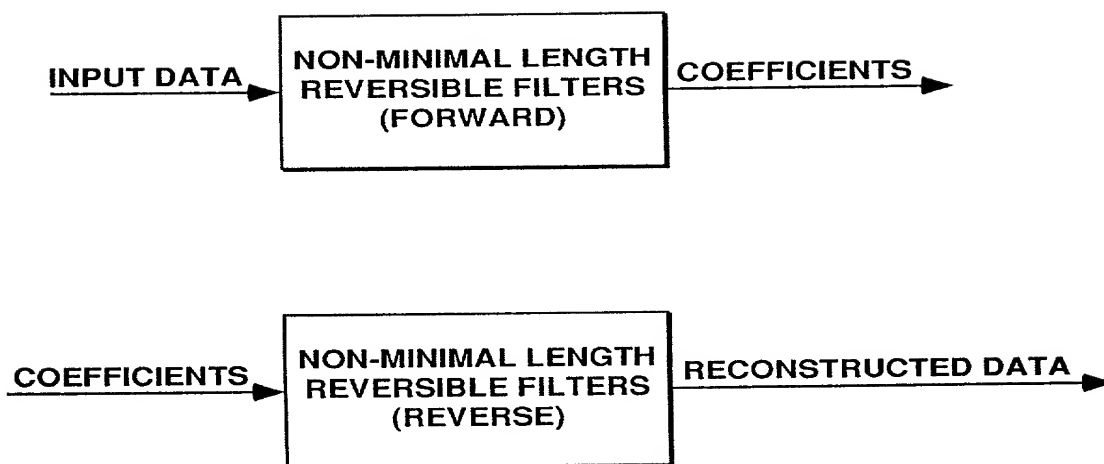 INPUT DATA
NON-MINIMAL LENGTH
REVERSIBLE FILTERS
(FORWARD)
COEFFICIENTS
COEFFICIENTS
NON-MINIMAL LENGTH
REVERSIBLE FILTERS
(REVERSE)
RECONSTRUCTED DATA